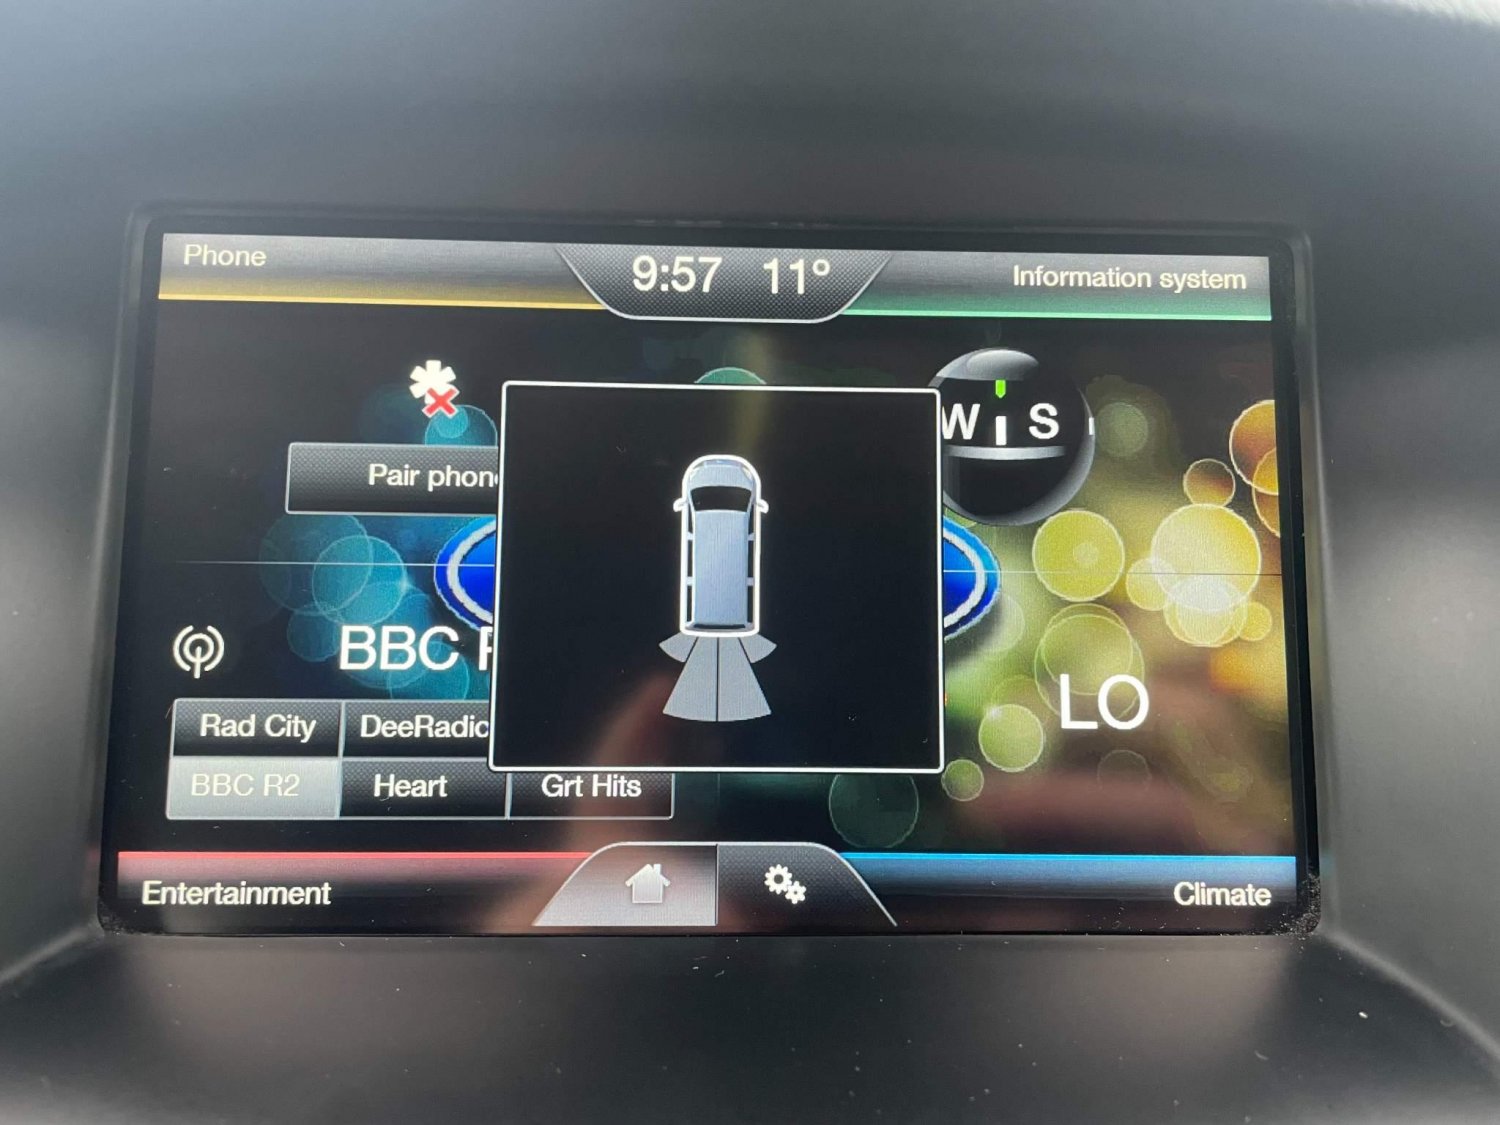 Phone
9:57 11°
Information system
W S
Pair phon
BBC
LO
Rad City
DeeRadio
BBC R2
Heart
Grt Hits
Entertainment
Climate